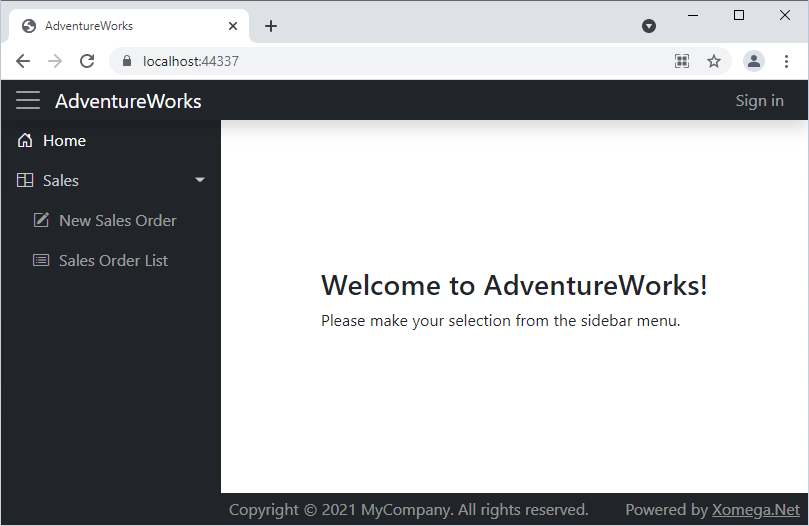 AdventureWorks
localhost:44337
AdventureWorks
Sign in
Home
Sales
New Sales Order
Sales Order List
Welcome to AdventureWorks!
Please make your selection from the sidebar menu.
Copyright © 2021 MyCompany. All rights reserved.
Powered by Xomega.Net